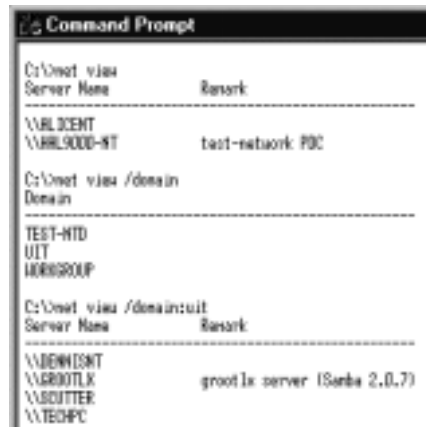 Command Prompt
C:\>net view
Server Name Remark
----------------------------------------
\\ALICENT
\\HAL9000-NT test-network PDC
C:\>net view /domain
Domain
----------------------------------------
TEST-NTD
UIT
WORKGROUP
C:\>net view /domain:uit
Server Name Remark
----------------------------------------
\\DENNISNT
\\GROOTLX grootlx server (Samba 2.0.7)
\\SCUTTER
\\TECHPC